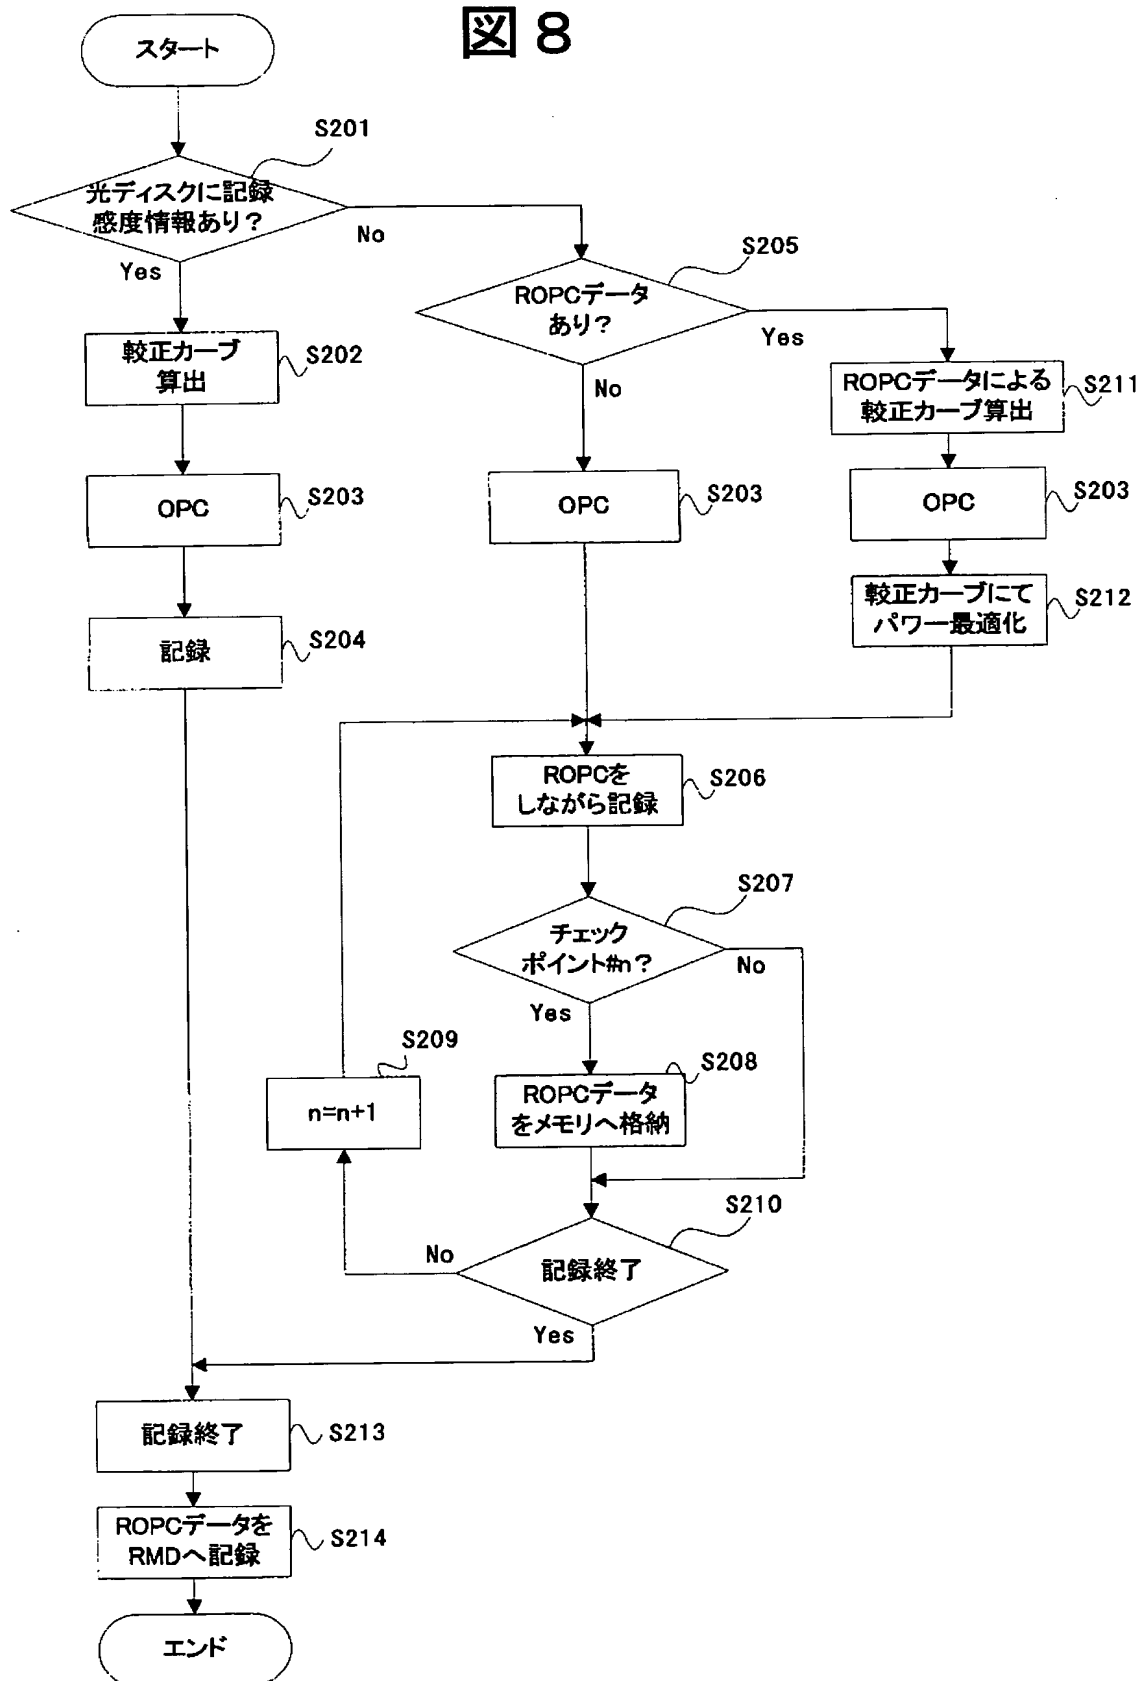 図 8
スタート
S201
光ディスクに記録
感度情報あり？
No
Yes
S205
ROPCデータ
あり？
Yes
No
S202
較正カーブ
算出
S211
ROPCデータによる
較正カーブ算出
S203
OPC
S203
OPC
S203
OPC
S204
記録
S212
較正カーブにて
パワー最適化
S206
ROPCを
しながら記録
S207
チェック
ポイント#n？
No
Yes
S209
n=n+1
S208
ROPCデータ
をメモリへ格納
S210
記録終了
No
Yes
記録終了
S213
ROPCデータを
RMDへ記録
S214
エンド